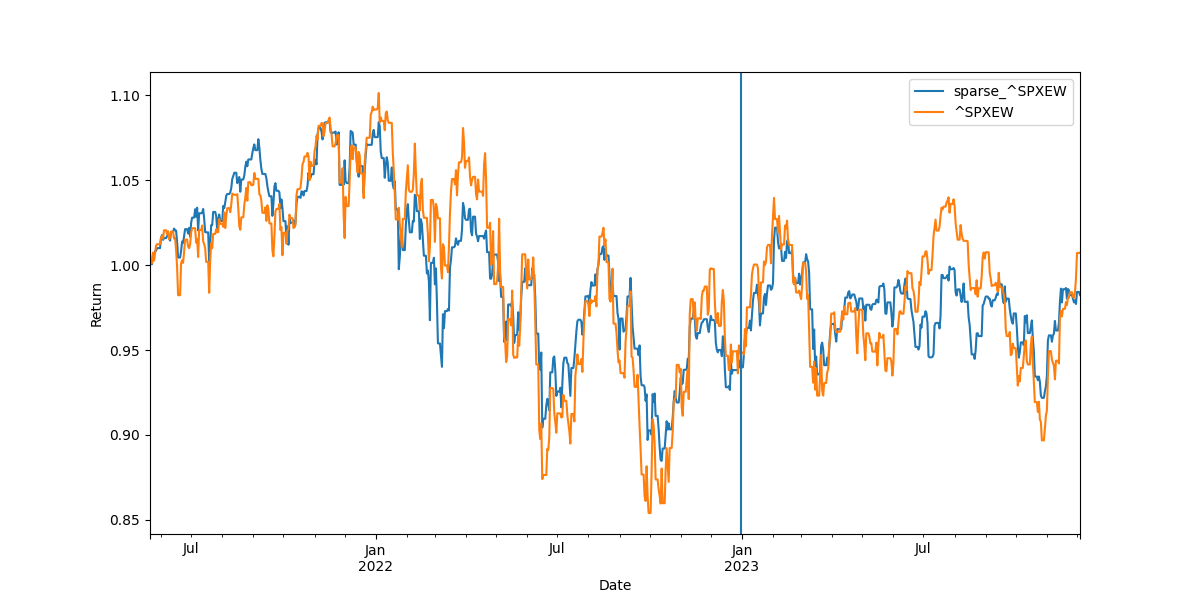 sparse_^SPXEW
^SPXEW
1.10
1.05
1.00
0.95
0.90
0.85
Return
Jul
Jan
2022
Jul
Jan
2023
Jul
Date